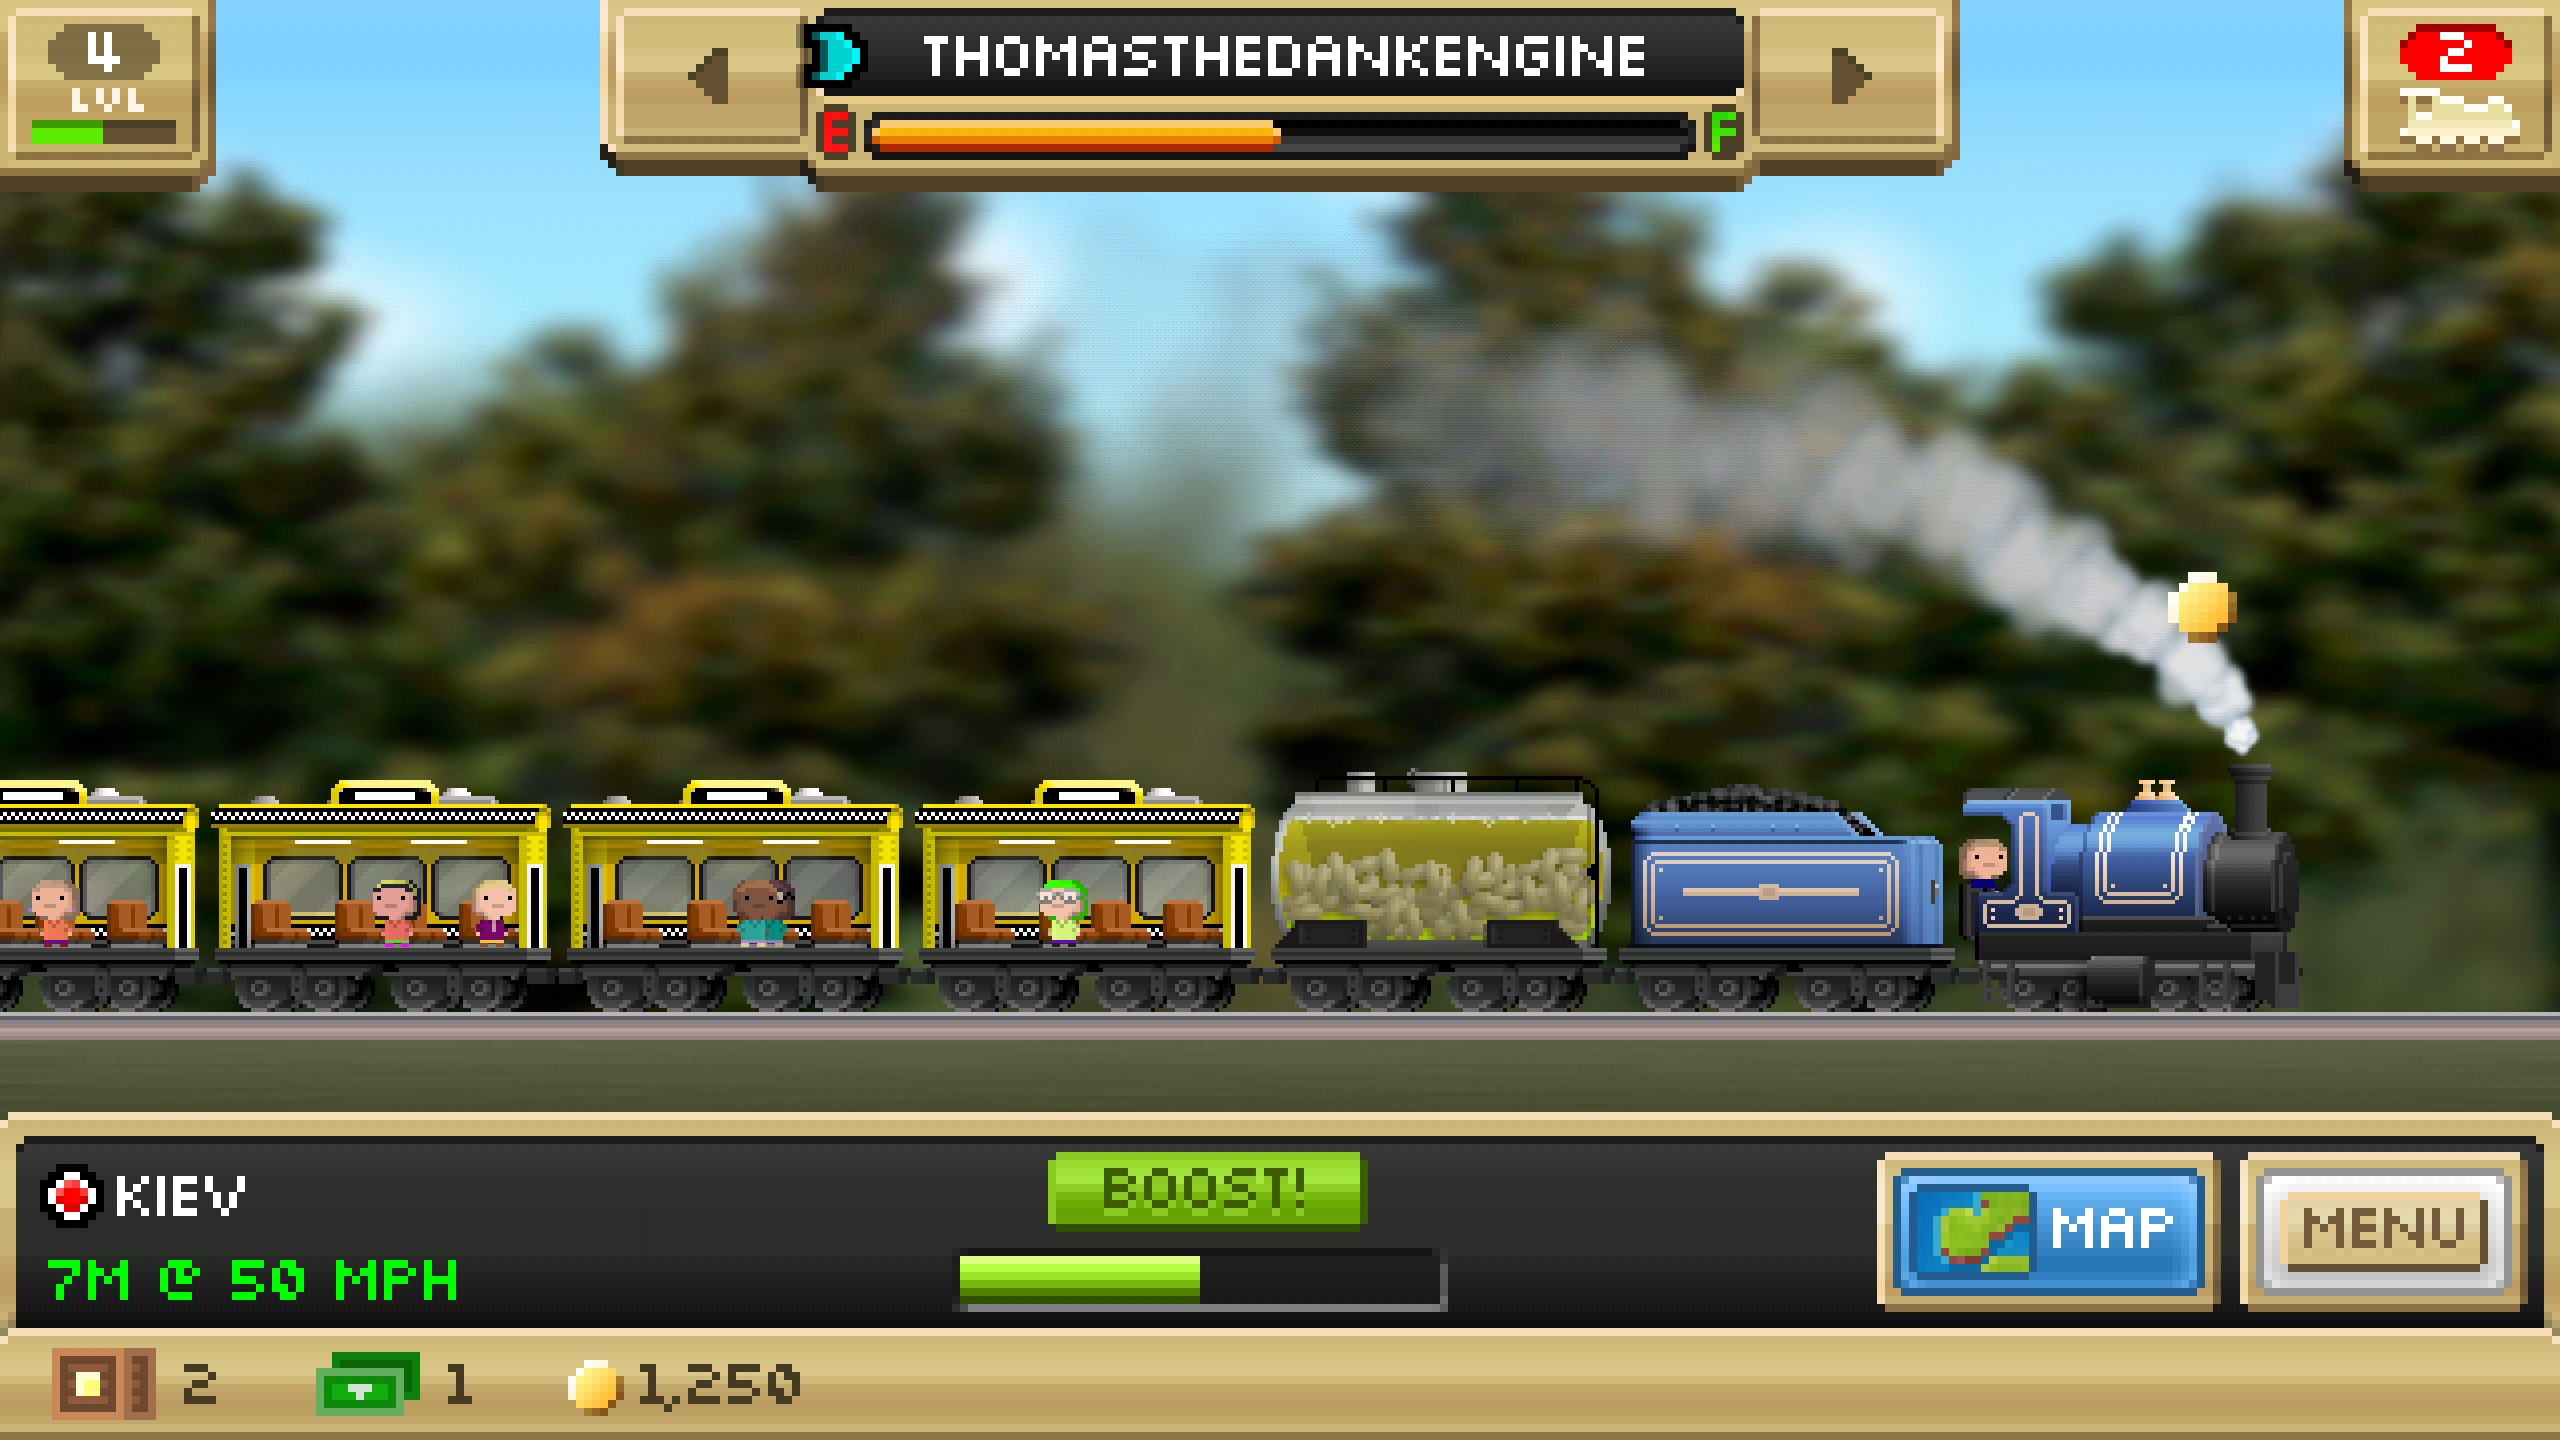 4
LVL
THOMASTHEDANKENGINE
E F
2
KIEV
7M @ 50 MPH
BOOST!
MAP
MENU
2 1 1,250